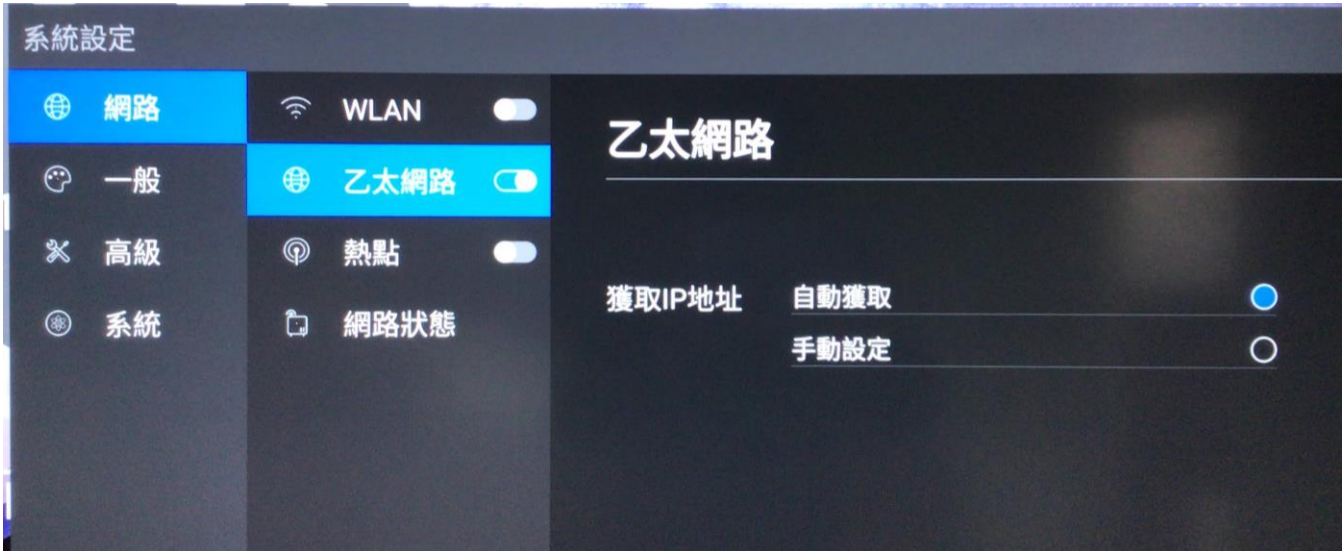 系統設定
網路
一般
高級
系統
WLAN
乙太網路
熱點
網路狀態
乙太網路
獲取IP地址
自動獲取
手動設定